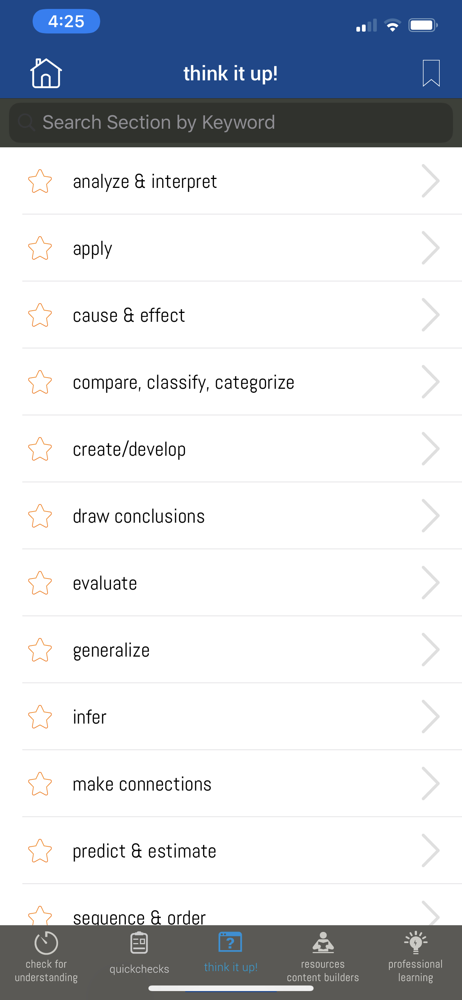 4:25
think it up!
Search Section by Keyword
analyze & interpret
apply
cause & effect
compare, classify, categorize
create/develop
draw conclusions
evaluate
generalize
infer
make connections
predict & estimate
sequence & order
check for
understanding
quickchecks
?
think it up!
resources
content builders
professional
learning